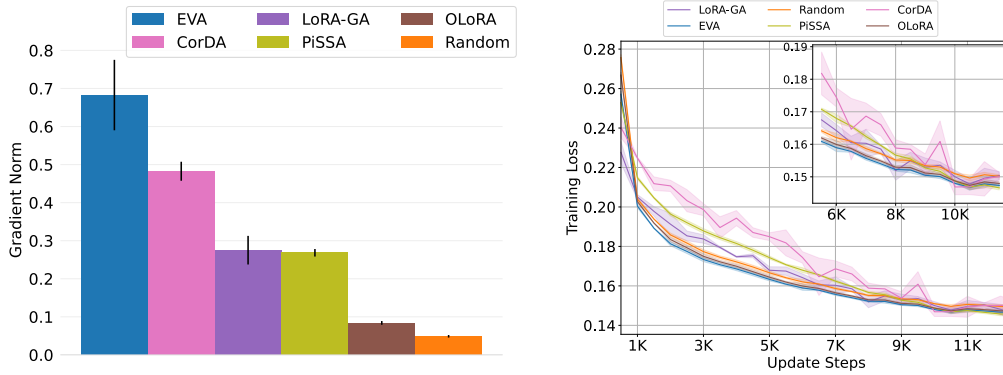 EVA LoRA-GA OLoRA
CorDA PiSSA Random
Gradient Norm
0.8
0.7
0.6
0.5
0.4
0.3
0.2
0.1
0.0
LoRA-GA Random CorDA
EVA PiSSA OLoRA
Training Loss
0.28
0.26
0.24
0.22
0.20
0.18
0.16
0.14
1K 3K 5K 7K 9K 11K
Update Steps
0.19
0.18
0.17
0.16
0.15
6K 8K 10K